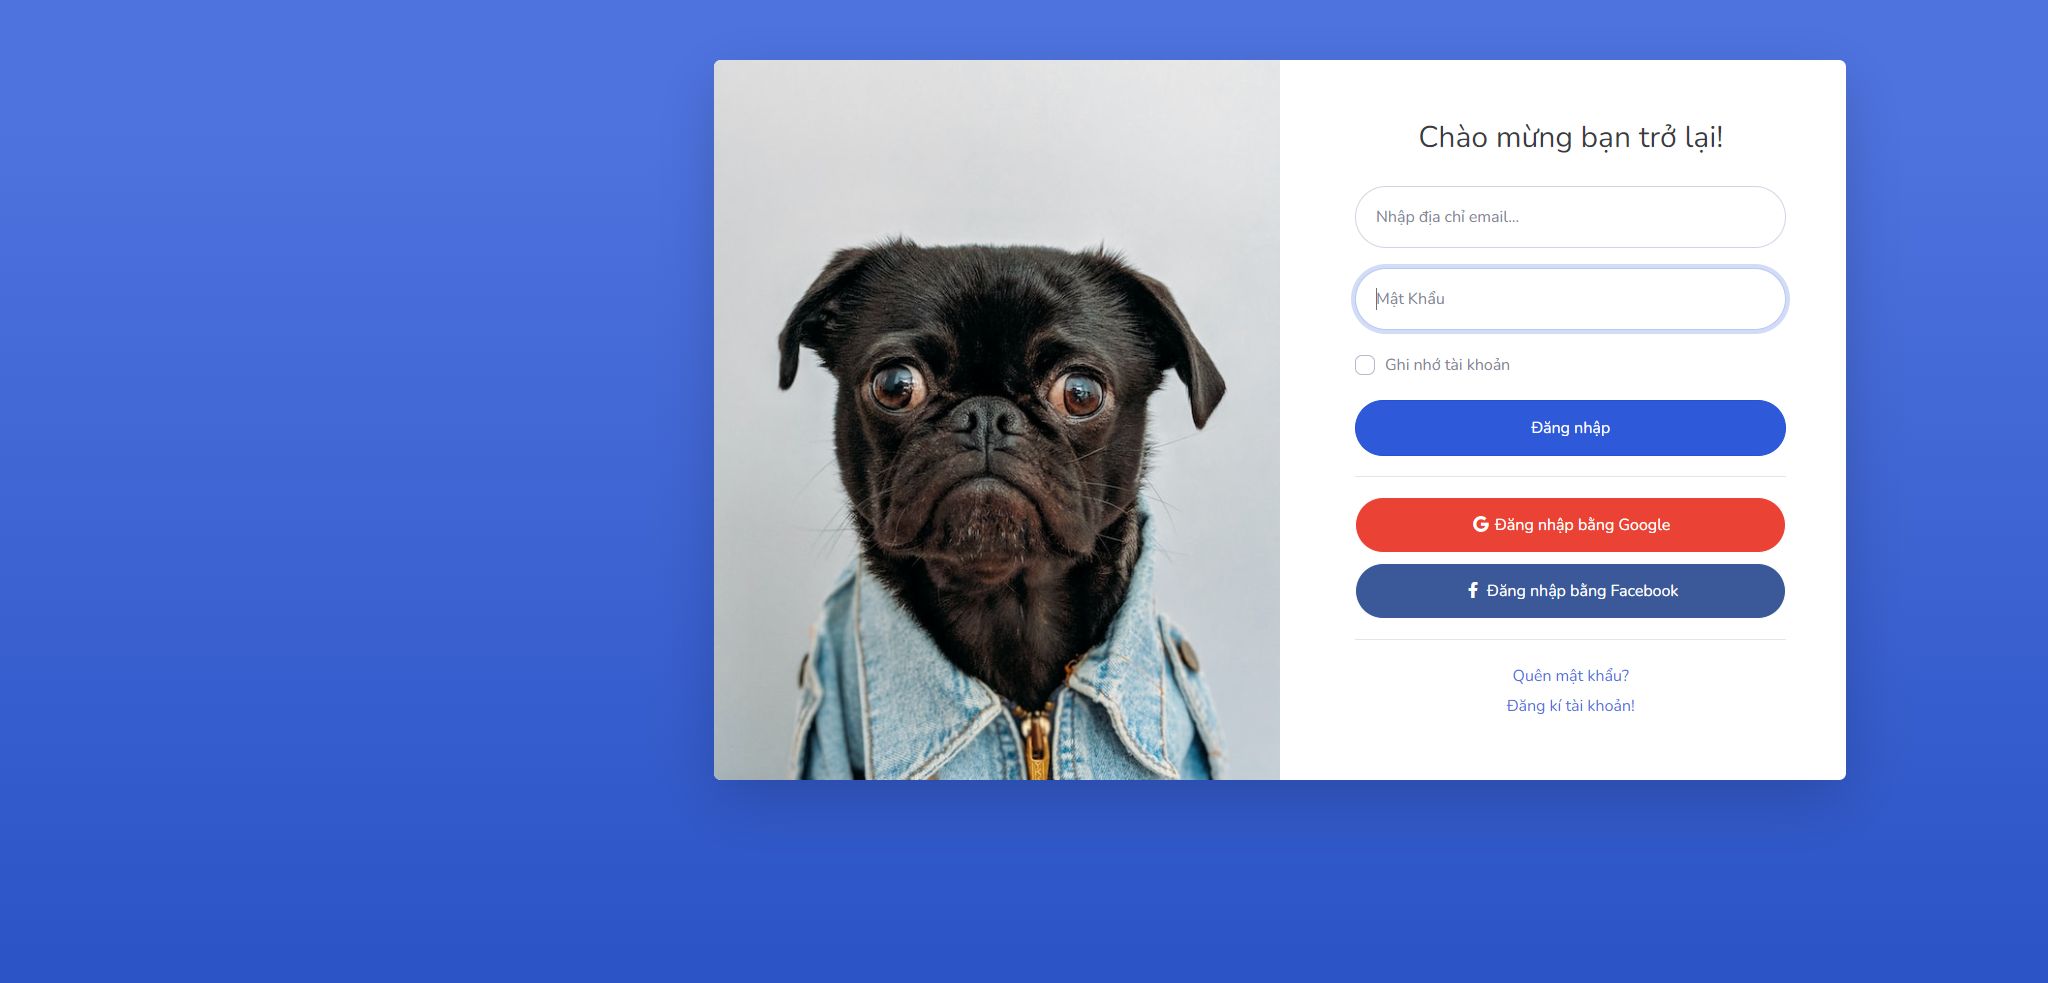 Chào mừng bạn trở lại!
Nhập địa chỉ email...
Mật Khẩu
Ghi nhớ tài khoản
Đăng nhập
Đăng nhập bằng Google
Đăng nhập bằng Facebook
Quên mật khẩu?
Đăng kí tài khoản!